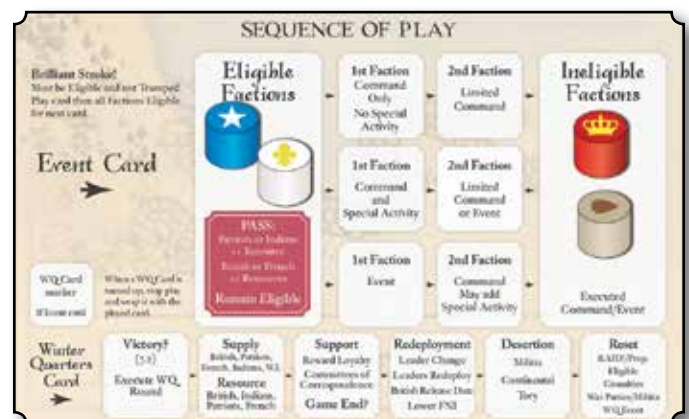 SEQUENCE OF PLAY
Brilliant Stroke!
Must be Eligible and not Trumped
Play card then all Factions Eligible
for next card.
Event Card
WQ Card
marker
if front card
When a WQ Card is
turned up, stop play
and swap it with the
played card.
Eligible
Factions
PASS:
Patriots or Indians
+1 Resource
British or French
+2 Resources
Remain Eligible
1st Faction
Command
Only
No Special
Activity
2nd Faction
Limited
Command
1st Faction
Command
and
Special Activity
2nd Faction
Limited
Command
or Event
1st Faction
Event
2nd Faction
Command
May add
Special Activity
Ineligible
Factions
Executed
Command/Event
Winter
Quarters
Card
Victory?
Execute WQ
Round
Supply
British, Patriots,
French, Indians, W.I.
Resource
British, Indians,
Patriots, French
Support
Reward Loyalty
Committees of
Correspondence
Game End?
Redeployment
Leader Change
Leaders Redeploy
British Release Date
Lower FNI
Desertion
Militia
Continental
Tory
Reset
RAID/Prop
Eligible
Casualties
War Parties/Militia
WQ Event